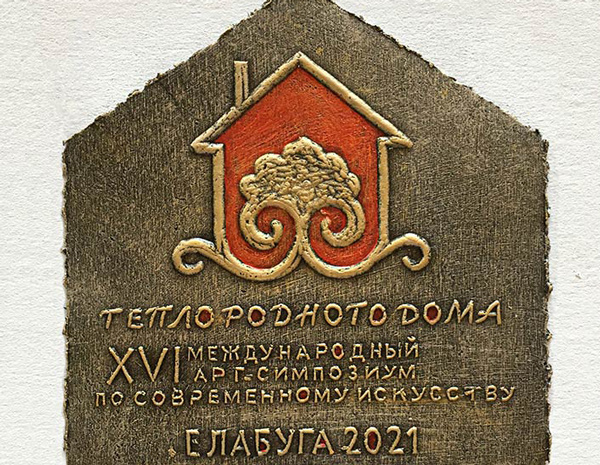 ТЕПЛО РОДНОГО ДОМА
XVI МЕЖДУНАРОДНЫЙ
АРТ-СИМПОЗИУМ
ПО СОВРЕМЕННОМУ ИСКУССТВУ
ЕЛАБУГА 2021